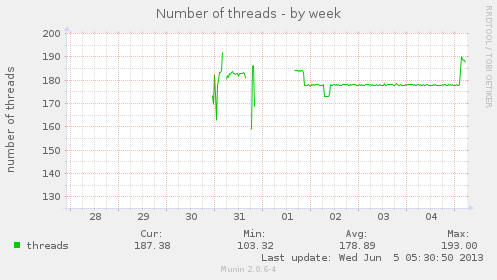 Number of threads - by week
RRDTOOL / TOBI OETIKER
number of threads
200
190
180
170
160
150
140
130
28 29 30 31 01 02 03 04
Cur: Min: Avg: Max:
threads 187.38 103.32 178.89 193.00
Last update: Wed Jun 5 05:30:50 2013
Munin 2.0.6-4